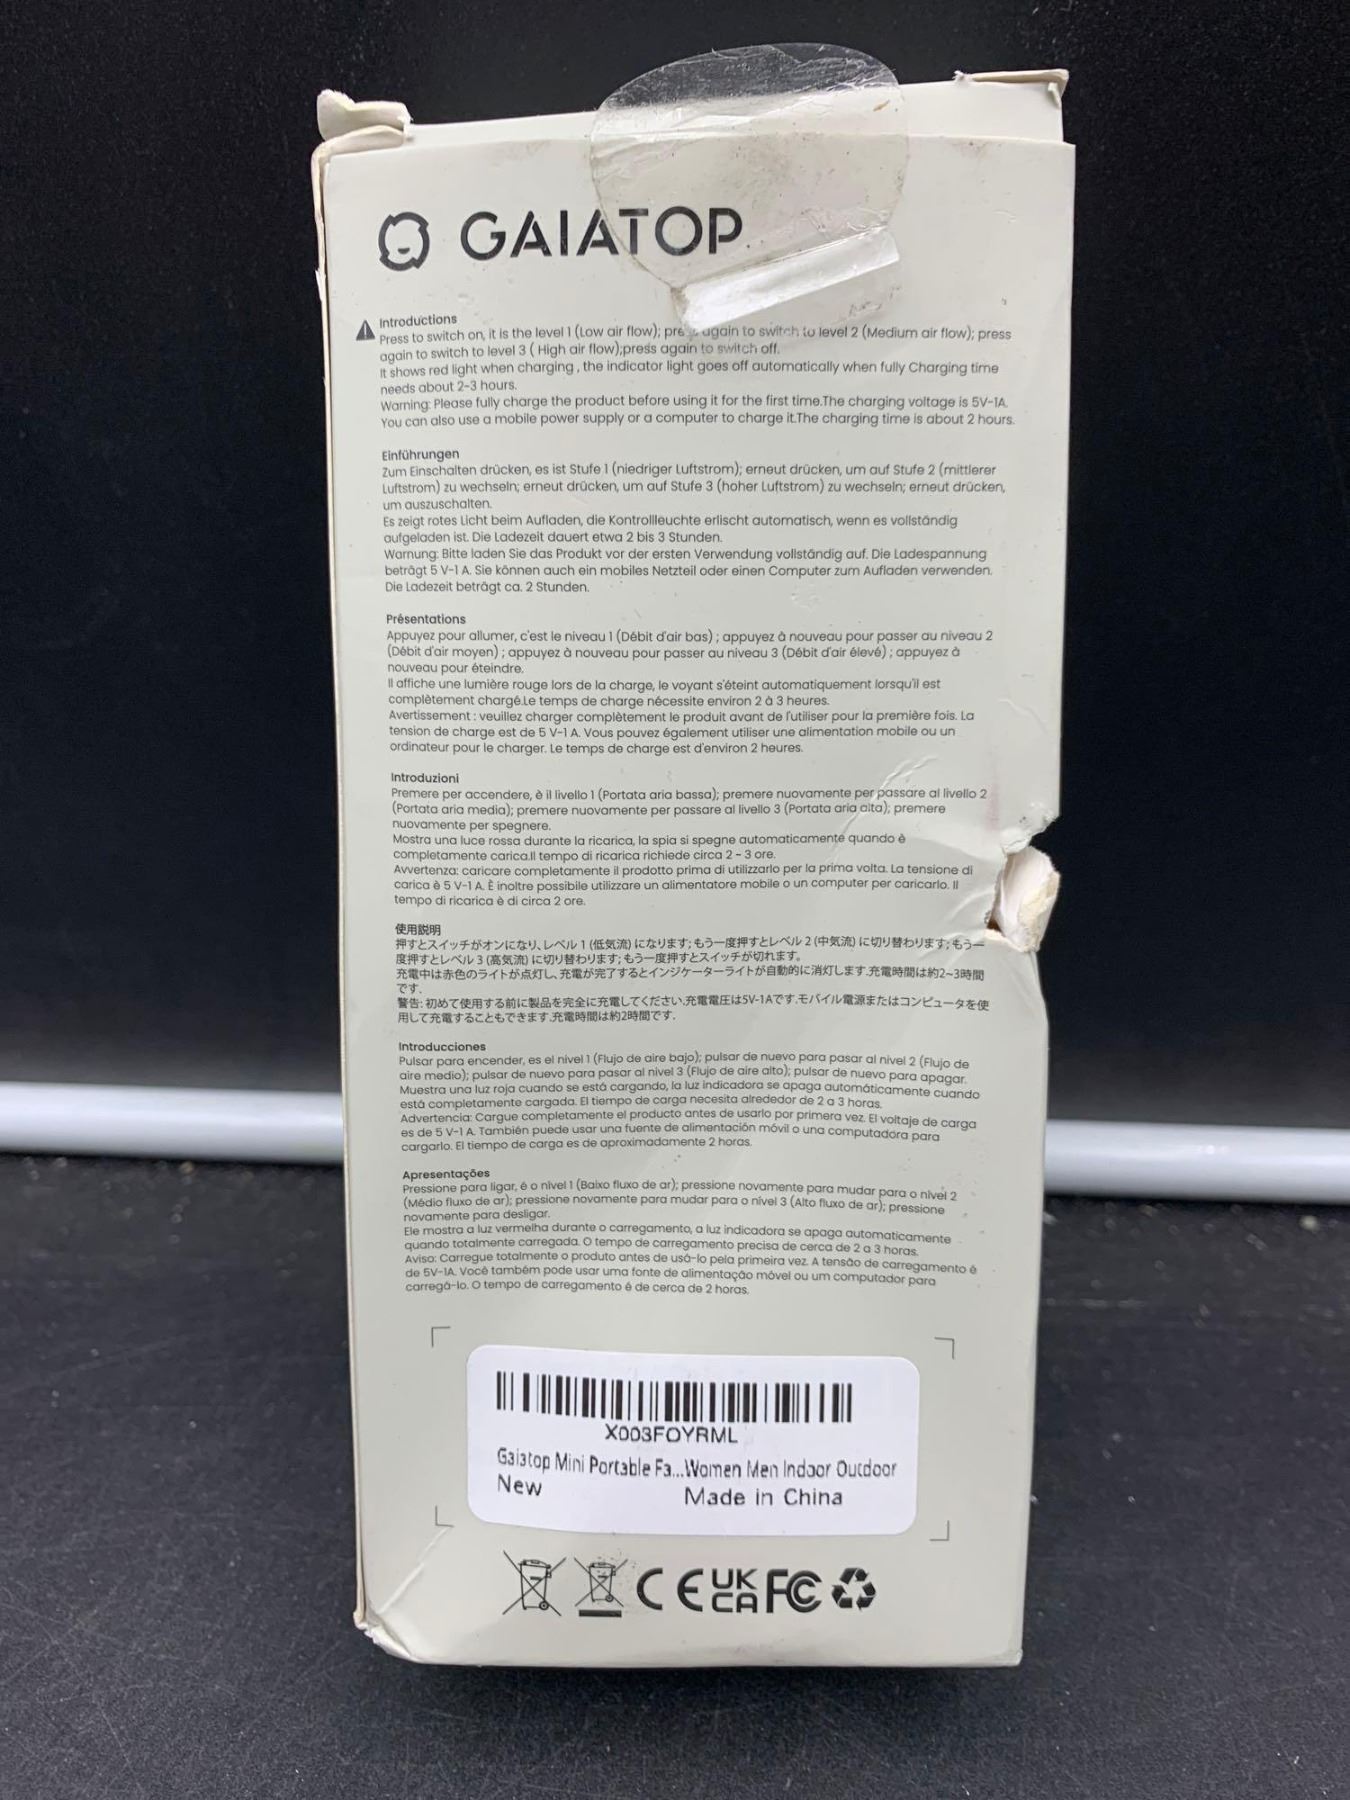 GAIATOP
Introductions
Press to switch on, it is the level 1 (Low air flow); press again to switch to level 2 (Medium air flow); press
again to switch to level 3 ( High air flow);press again to switch off.
It shows red light when charging , the indicator light goes off automatically when fully Charging time
needs about 2-3 hours.
Warning: Please fully charge the product before using it for the first time.The charging voltage is 5V-1A.
You can also use a mobile power supply or a computer to charge it.The charging time is about 2 hours.
Einführungen
Zum Einschalten drücken, es ist Stufe 1 (niedriger Luftstrom); erneut drücken, um auf Stufe 2 (mittlerer
Luftstrom) zu wechseln; erneut drücken, um auf Stufe 3 (hoher Luftstrom) zu wechseln; erneut drücken,
um auszuschalten.
Es zeigt rotes Licht beim Aufladen, die Kontrollleuchte erlischt automatisch, wenn es vollständig
aufgeladen ist. Die Ladezeit dauert etwa 2 bis 3 Stunden.
Warnung: Bitte laden Sie das Produkt vor der ersten Verwendung vollständig auf. Die Ladespannung
beträgt 5 V-1 A. Sie können auch ein mobiles Netzteil oder einen Computer zum Aufladen verwenden.
Die Ladezeit beträgt ca. 2 Stunden.
Présentations
Appuyez pour allumer, c'est le niveau 1 (Débit d'air bas) ; appuyez à nouveau pour passer au niveau 2
(Débit d'air moyen) ; appuyez à nouveau pour passer au niveau 3 (Débit d'air élevé) ; appuyez à
nouveau pour éteindre.
Il affiche une lumière rouge lors de la charge, le voyant s'éteint automatiquement lorsqu'il est
complètement chargé.Le temps de charge nécessite environ 2 à 3 heures.
Avertissement : veuillez charger complètement le produit avant de l'utiliser pour la première fois. La
tension de charge est de 5 V-1 A. Vous pouvez également utiliser une alimentation mobile ou un
ordinateur pour le charger. Le temps de charge est d'environ 2 heures.
Introduzioni
Premere per accendere, è il livello 1 (Portata aria bassa); premere nuovamente per passare al livello 2
(Portata aria media); premere nuovamente per passare al livello 3 (Portata aria alta); premere
nuovamente per spegnere.
Mostra una luce rossa durante la ricarica, la spia si spegne automaticamente quando è
completamente carica.Il tempo di ricarica richiede circa 2 - 3 ore.
Avvertenza: caricare completamente il prodotto prima di utilizzarlo per la prima volta. La tensione di
carica è 5 V-1 A. È inoltre possibile utilizzare un alimentatore mobile o un computer per caricarlo. Il
tempo di ricarica è di circa 2 ore.
使用説明
押すとスイッチがオンになり、レベル 1 (低気流) になります; もう一度押すとレベル 2 (中気流) に切り替わります; もう一
度押すとレベル 3 (高気流) に切り替わります; もう一度押すとスイッチが切れます。
充電中は赤色のライトが点灯し、充電が完了するとインジケーターライトが自動的に消灯します.充電時間は約2~3時間
です.
警告: 初めて使用する前に製品を完全に充電してください.充電電圧は5V-1Aです.モバイル電源またはコンピュータを使
用して充電することもできます.充電時間は約2時間です.
Introducciones
Pulsar para encender, es el nivel 1 (Flujo de aire bajo); pulsar de nuevo para pasar al nivel 2 (Flujo de
aire medio); pulsar de nuevo para pasar al nivel 3 (Flujo de aire alto); pulsar de nuevo para apagar.
Muestra una luz roja cuando se está cargando, la luz indicadora se apaga automáticamente cuando
está completamente cargada. El tiempo de carga necesita alrededor de 2 a 3 horas.
Advertencia: Cargue completamente el producto antes de usarlo por primera vez. El voltaje de carga
es de 5 V-1 A. También puede usar una fuente de alimentación móvil o una computadora para
cargarlo. El tiempo de carga es de aproximadamente 2 horas.
Apresentações
Pressione para ligar, é o nível 1 (Baixo fluxo de ar); pressione novamente para mudar para o nível 2
(Médio fluxo de ar); pressione novamente para mudar para o nível 3 (Alto fluxo de ar); pressione
novamente para desligar.
Ele mostra a luz vermelha durante o carregamento, a luz indicadora se apaga automaticamente
quando totalmente carregada. O tempo de carregamento precisa de cerca de 2 a 3 horas.
Aviso: Carregue totalmente o produto antes de usá-lo pela primeira vez. A tensão de carregamento é
de 5V-1A. Você também pode usar uma fonte de alimentação móvel ou um computador para
carregá-lo. O tempo de carregamento é de cerca de 2 horas.
X003FOYRML
Gaiatop Mini Portable Fa...Women Men Indoor Outdoor
New Made in China
CE UK CA FC